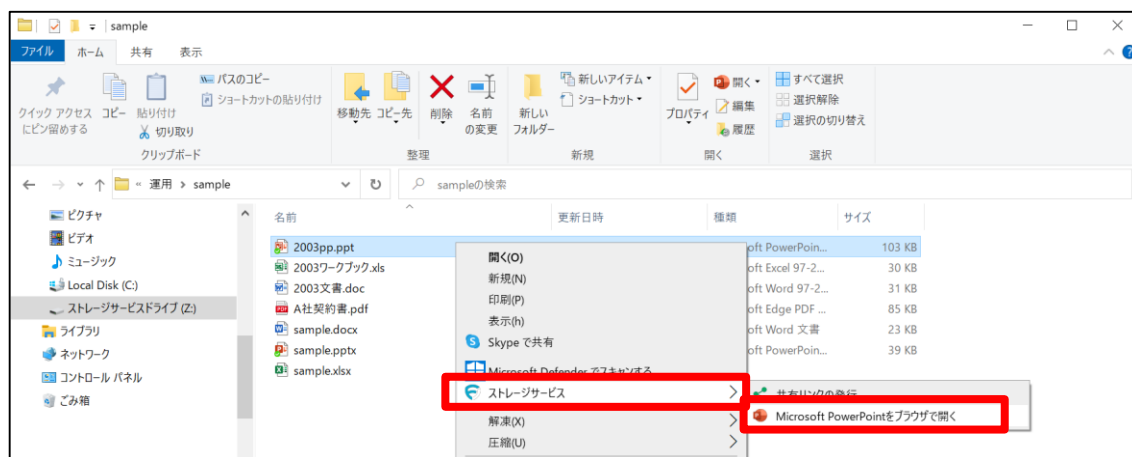 sample
ファイル ホーム 共有 表示
クイック アクセス
にピン留めする
コピー
貼り付け
パスのコピー
ショートカットの貼り付け
切り取り
クリップボード
移動先
コピー先
削除
名前
の変更
整理
新しい
フォルダー
新しいアイテム
ショートカット
新規
プロパティ
開く
編集
履歴
開く
すべて選択
選択解除
選択の切り替え
選択
« 運用 > sample
sampleの検索
ピクチャ
ビデオ
ミュージック
Local Disk (C:)
ストレージサービスドライブ (Z:)
ライブラリ
ネットワーク
コントロール パネル
ごみ箱
名前 更新日時 種類 サイズ
2003pp.ppt oft PowerPoin... 103 KB
2003ワークブック.xls oft Excel 97-2... 30 KB
2003文書.doc oft Word 97-2... 31 KB
A社契約書.pdf oft Edge PDF ... 85 KB
sample.docx oft Word 文書 23 KB
sample.pptx oft PowerPoin... 39 KB
sample.xlsx
開く(O)
新規(N)
印刷(P)
表示(h)
Skype で共有
Microsoft Defender でスキャンする
ストレージサービス
解凍(X)
圧縮(U)
共有リンクの発行
Microsoft PowerPointをブラウザで開く